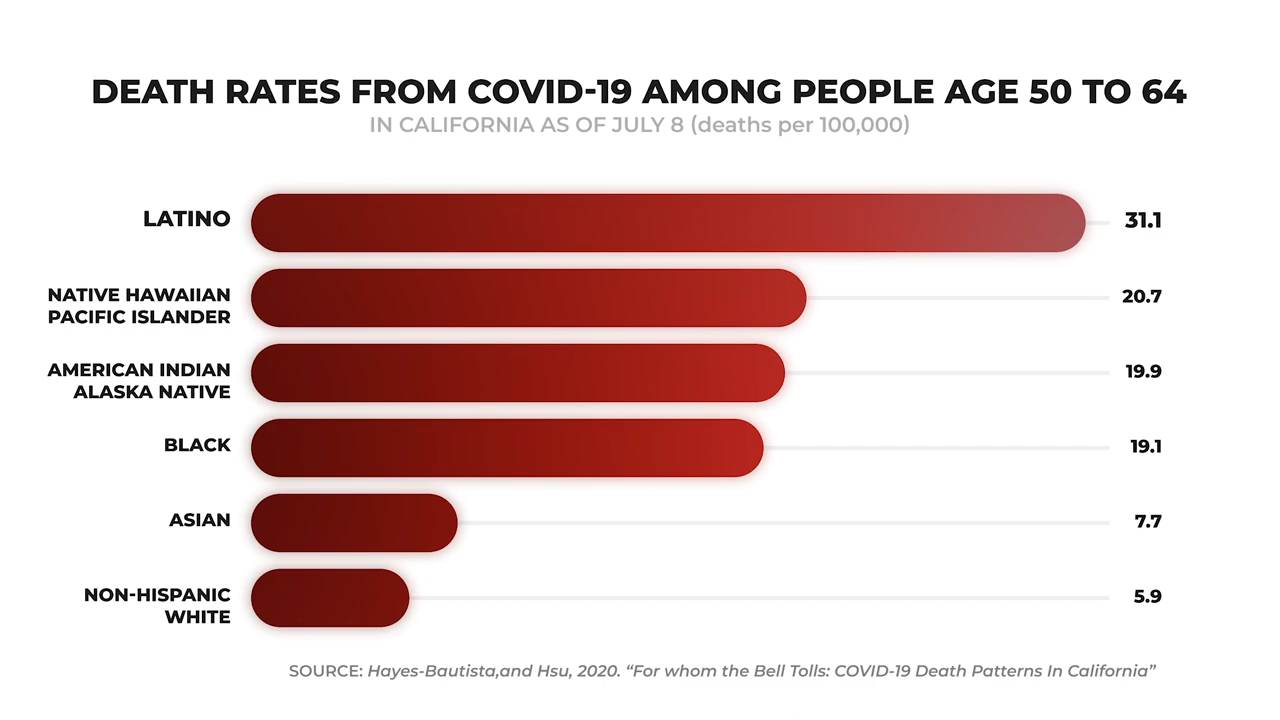 DEATH RATES FROM COVID-19 AMONG PEOPLE AGE 50 TO 64
IN CALIFORNIA AS OF JULY 8 (deaths per 100,000)
LATINO
31.1
NATIVE HAWAIIAN
PACIFIC ISLANDER
20.7
AMERICAN INDIAN
ALASKA NATIVE
19.9
BLACK
19.1
ASIAN
7.7
NON-HISPANIC
WHITE
5.9
SOURCE: Hayes-Bautista,and Hsu, 2020. “For whom the Bell Tolls: COVID-19 Death Patterns In California”